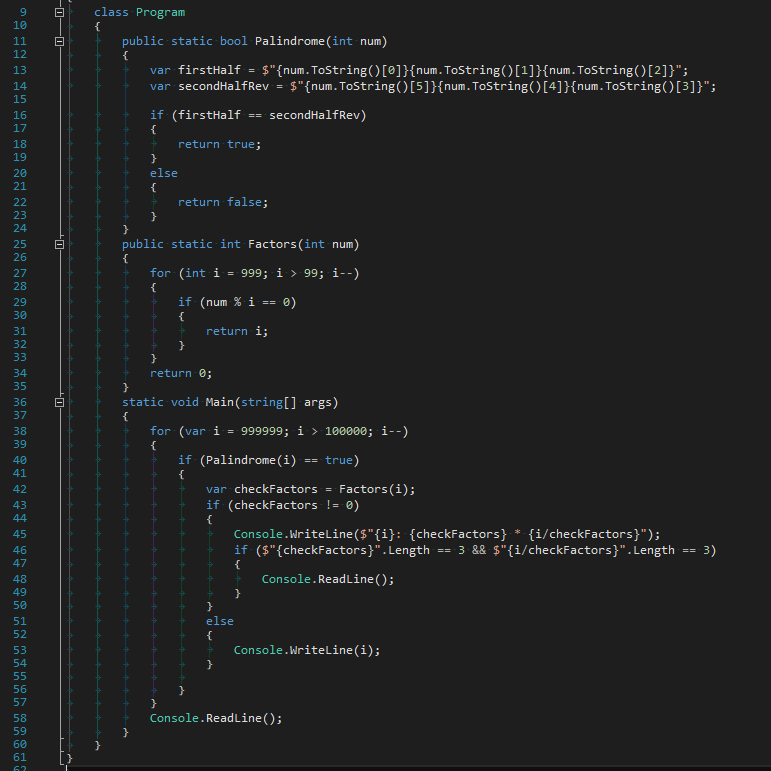 9 class Program
10 {
11 public static bool Palindrome(int num)
12 {
13 var firstHalf = $"{num.ToString()[0]}{num.ToString()[1]}{num.ToString()[2]}";
14 var secondHalfRev = $"{num.ToString()[5]}{num.ToString()[4]}{num.ToString()[3]}";
15
16 if (firstHalf == secondHalfRev)
17 {
18 return true;
19 }
20 else
21 {
22 return false;
23 }
24 }
25 public static int Factors(int num)
26 {
27 for (int i = 999; i > 99; i--)
28 {
29 if (num % i == 0)
30 {
31 return i;
32 }
33 }
34 return 0;
35 }
36 static void Main(string[] args)
37 {
38 for (var i = 999999; i > 100000; i--)
39 {
40 if (Palindrome(i) == true)
41 {
42 var checkFactors = Factors(i);
43 if (checkFactors != 0)
44 {
45 Console.WriteLine($"{i}: {checkFactors} * {i/checkFactors}");
46 if ($"{checkFactors}".Length == 3 && $"{i/checkFactors}".Length == 3)
47 {
48 Console.ReadLine();
49 }
50 }
51 else
52 {
53 Console.WriteLine(i);
54 }
55
56 }
57 }
58 Console.ReadLine();
59 }
60 }
61 }
62